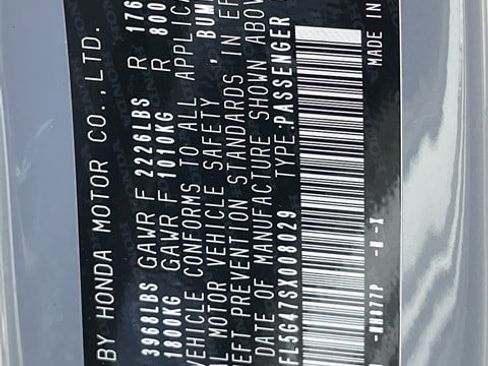 BY HONDA MOTOR CO., LTD.
3968LBS GAWR F 2226LBS R 176
1800KG GAWR F 1010KG R 800
VEHICLE CONFORMS TO ALL APPLICA
L MOTOR VEHICLE SAFETY , BUM
EFT PREVENTION STANDARDS IN EF
DATE OF MANUFACTURE SHOWN ABOV
FL5G47SX008029 TYPE:PASSENGER
-NH877P -N -X MADE IN